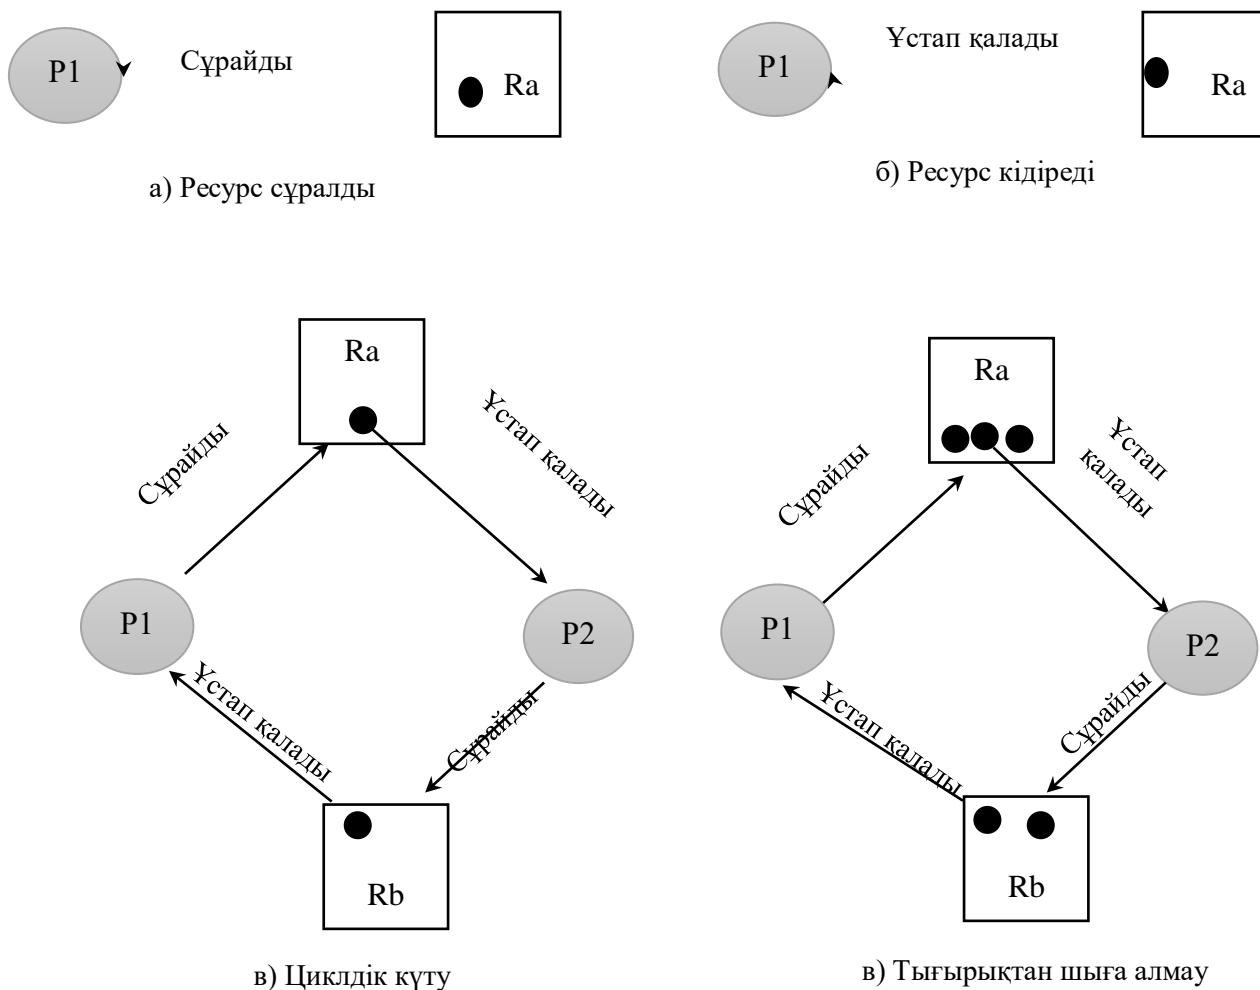 P1
Сұрайды
Ra
а) Ресурс сұралды
P1
Ұстап қалады
Ra
б) Ресурс кідіреді
Ra
Сұрайды
Ұстап қалады
P1
P2
Ұстап қалады
Сұрайды
Rb
в) Циклдік күту
Ra
Сұрайды
Ұстап
қалады
P1
P2
Ұстап қалады
Сұрайды
Rb
в) Тығырықтан шыға алмау